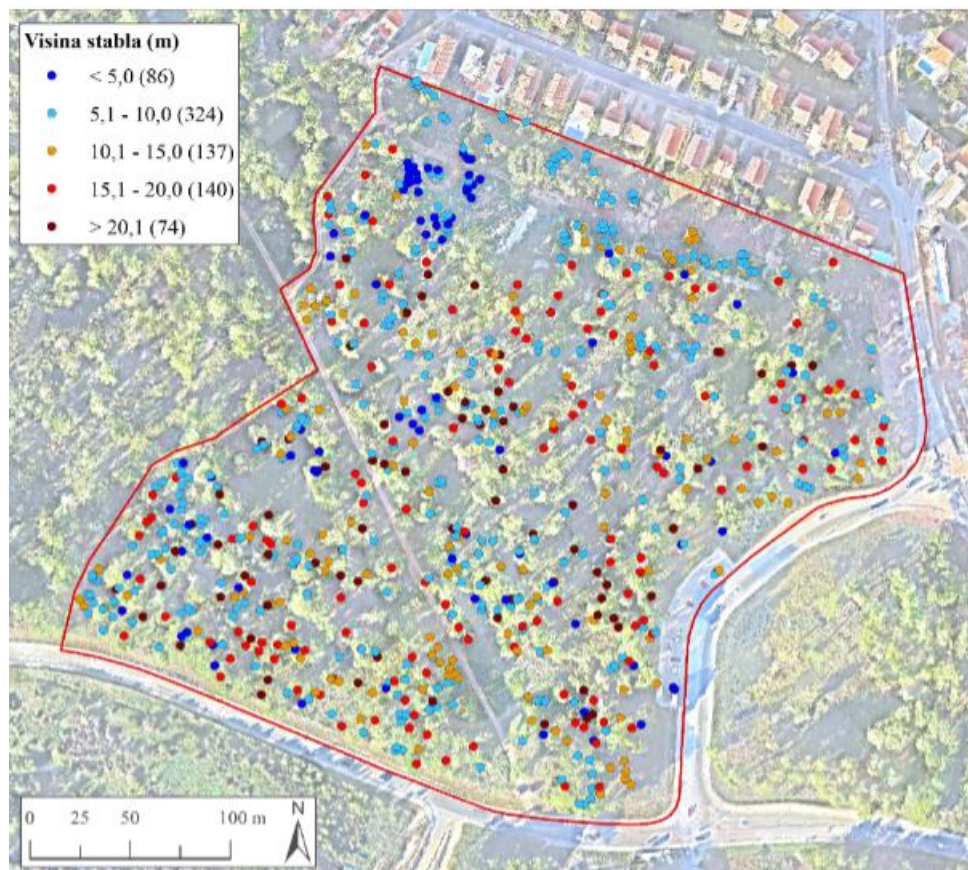 Visina stabla (m)
< 5,0 (86)
5,1 - 10,0 (324)
10,1 - 15,0 (137)
15,1 - 20,0 (140)
> 20,1 (74)
N
0 25 50 100 m